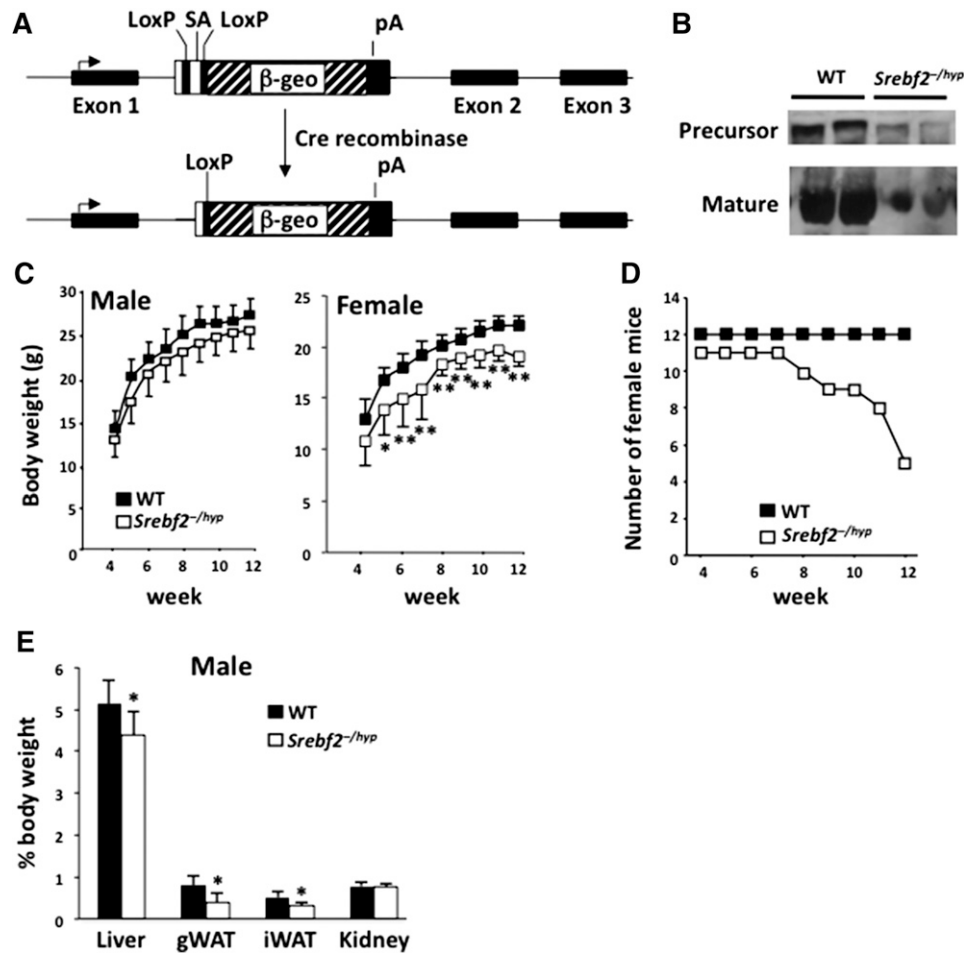 A
LoxP SA LoxP pA
β-geo
Exon 1 Exon 2 Exon 3
Cre recombinase
LoxP pA
β-geo
B
WT Srebf2–/hyp
Precursor
Mature
C
Body weight (g)
30
25
20
15
10
5
0
Male
WT
Srebf2–/hyp
4 6 8 10 12
week
25
20
15
10
5
0
Female
* ** ** ** ** ** ** **
4 6 8 10 12
week
D
Number of female mice
14
12
10
8
6
4
2
0
WT
Srebf2–/hyp
4 6 8 10 12
week
E
% body weight
6
5
4
3
2
1
0
Male
WT
Srebf2–/hyp
* * *
Liver gWAT iWAT Kidney